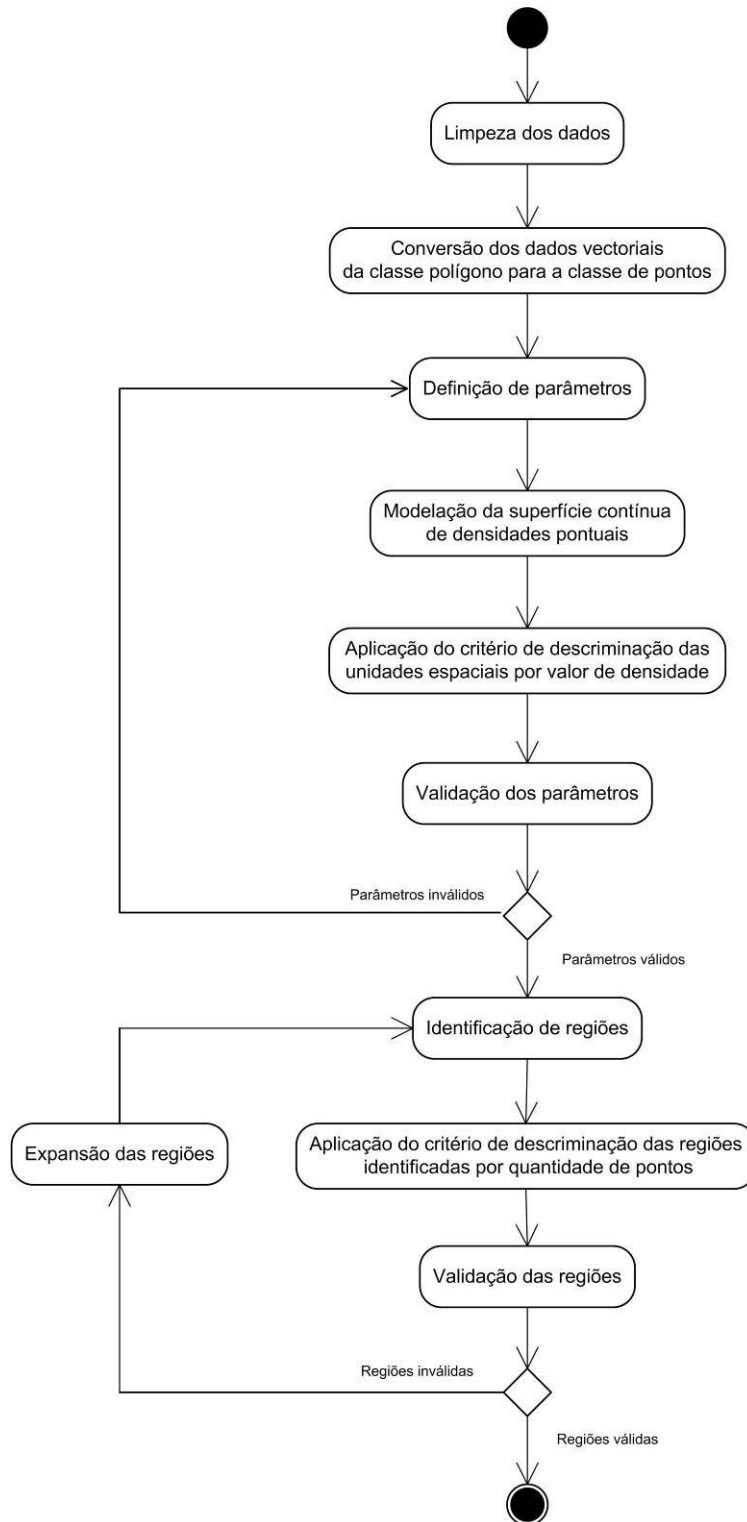 Limpeza dos dados
Conversão dos dados vectoriais
da classe polígono para a classe de pontos
Definição de parâmetros
Modelação da superfície contínua
de densidades pontuais
Aplicação do critério de descriminação das
unidades espaciais por valor de densidade
Validação dos parâmetros
Parâmetros inválidos
Parâmetros válidos
Identificação de regiões
Expansão das regiões
Aplicação do critério de descriminação das regiões
identificadas por quantidade de pontos
Validação das regiões
Regiões inválidas
Regiões válidas